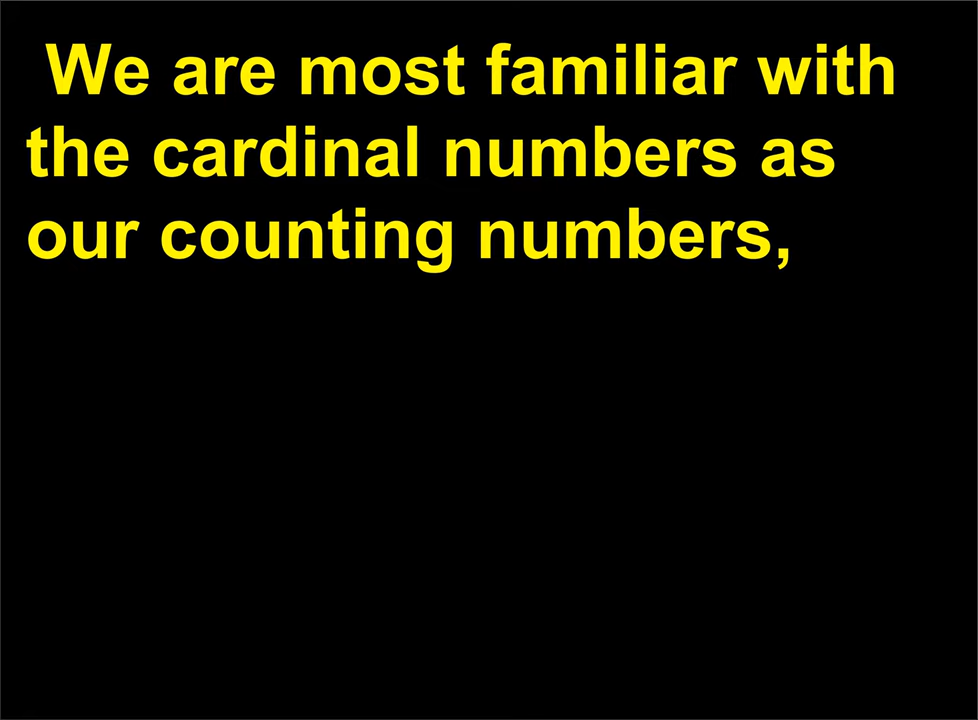 We are most familiar with
the cardinal numbers as
our counting numbers,